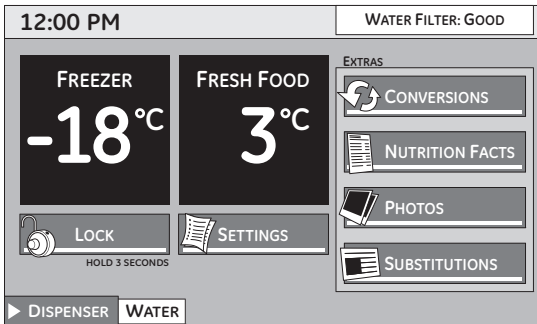 12:00 PM
WATER FILTER: GOOD
FREEZER
-18°C
FRESH FOOD
3°C
EXTRAS
CONVERSIONS
NUTRITION FACTS
PHOTOS
SUBSTITUTIONS
LOCK
HOLD 3 SECONDS
SETTINGS
DISPENSER WATER